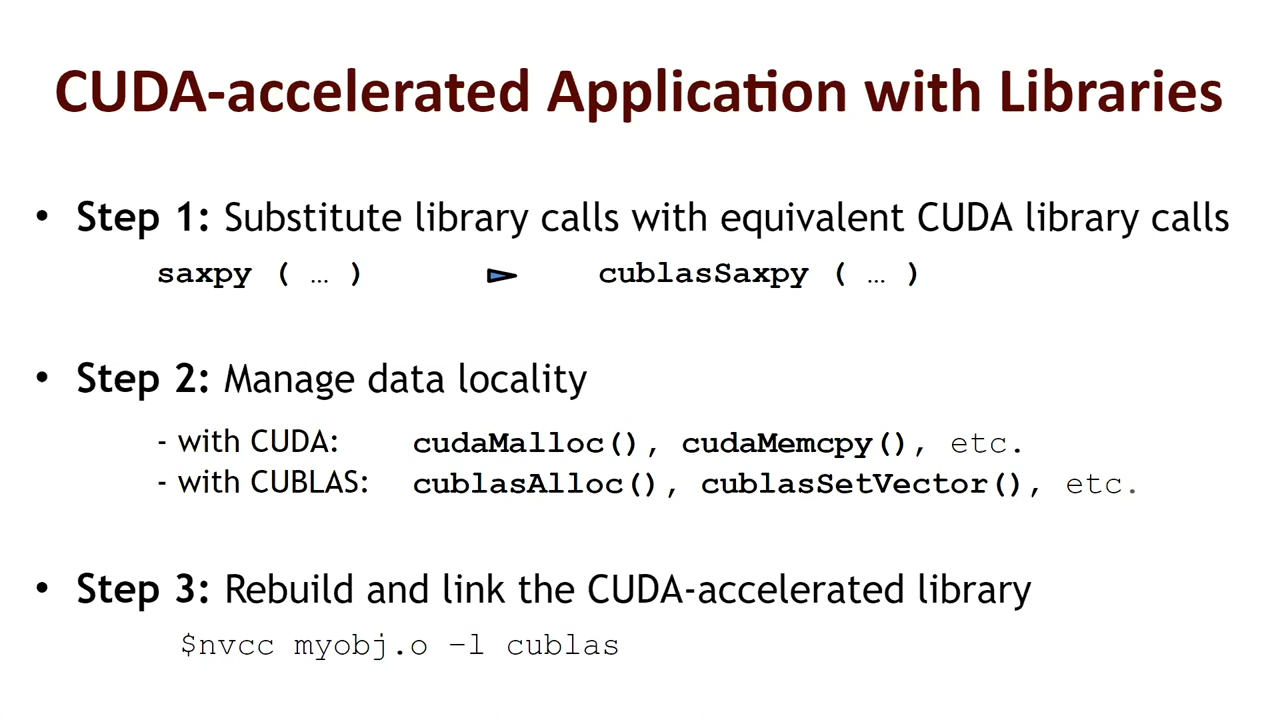 CUDA-accelerated Application with Libraries
• Step 1: Substitute library calls with equivalent CUDA library calls
saxpy ( … ) cublasSaxpy ( … )
• Step 2: Manage data locality
- with CUDA: cudaMalloc(), cudaMemcpy(), etc.
- with CUBLAS: cublasAlloc(), cublasSetVector(), etc.
• Step 3: Rebuild and link the CUDA-accelerated library
$nvcc myobj.o –l cublas